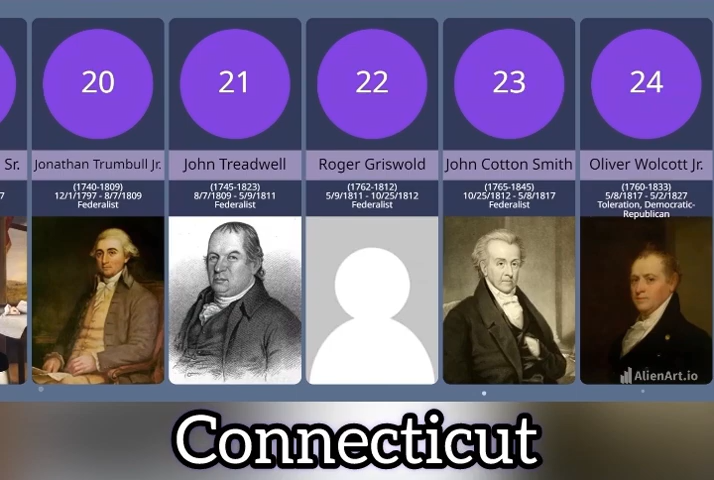 20
21
22
23
24
Sr.
Jonathan Trumbull Jr.
John Treadwell
Roger Griswold
John Cotton Smith
Oliver Wolcott Jr.
7
(1740-1809)
12/1/1797 - 8/7/1809
Federalist
(1745-1823)
8/7/1809 - 5/9/1811
Federalist
(1762-1812)
5/9/1811 - 10/25/1812
Federalist
(1765-1845)
10/25/1812 - 5/8/1817
Federalist
(1760-1833)
5/8/1817 - 5/2/1827
Toleration, Democratic-
Republican
AlienArt.io
Connecticut